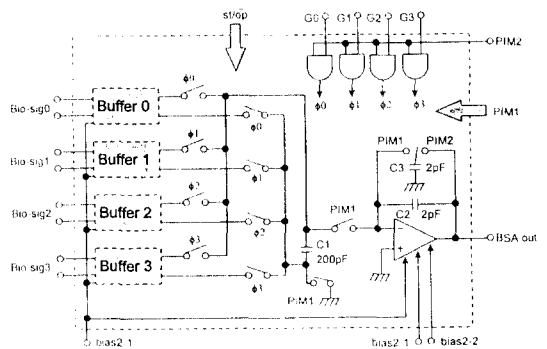 st/op
G0 G1 G2 G3
PIM2
φ0 φ1 φ2 φ3
PIM1
Bio-sig0
Buffer 0
φ0
φ0
Bio-sig1
Buffer 1
φ1
φ1
Bio-sig2
Buffer 2
φ2
φ2
Bio sig3
Buffer 3
φ3
φ3
PIM1 PIM2
C3 2pF
C2 2pF
PIM1
C1
200pF
PIM1
BSA out
bias2 1
bias2 1
bias2-2